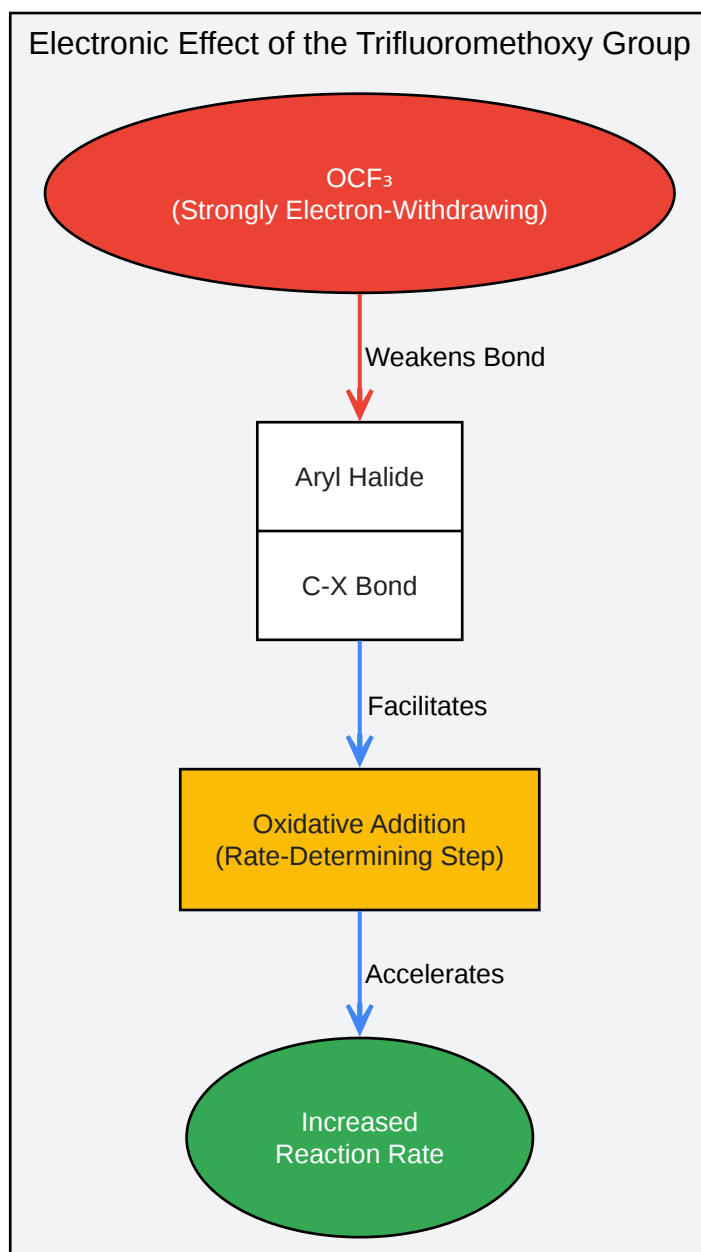 Electronic Effect of the Trifluoromethoxy Group
OCF₃
(Strongly Electron-Withdrawing)
Weakens Bond
Aryl Halide
C-X Bond
Facilitates
Oxidative Addition
(Rate-Determining Step)
Accelerates
Increased
Reaction Rate